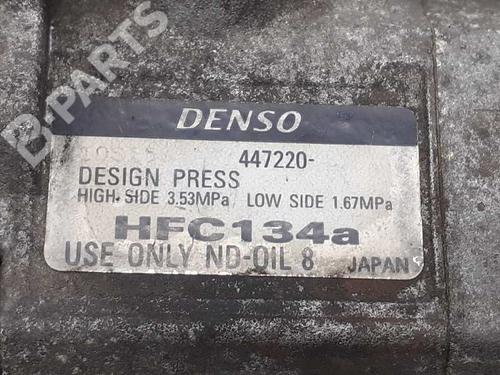 B-PARTS
DENSO
447220-
DESIGN PRESS
HIGH SIDE 3.53MPa LOW SIDE 1.67MPa
HFC134a
USE ONLY ND-OIL 8 JAPAN